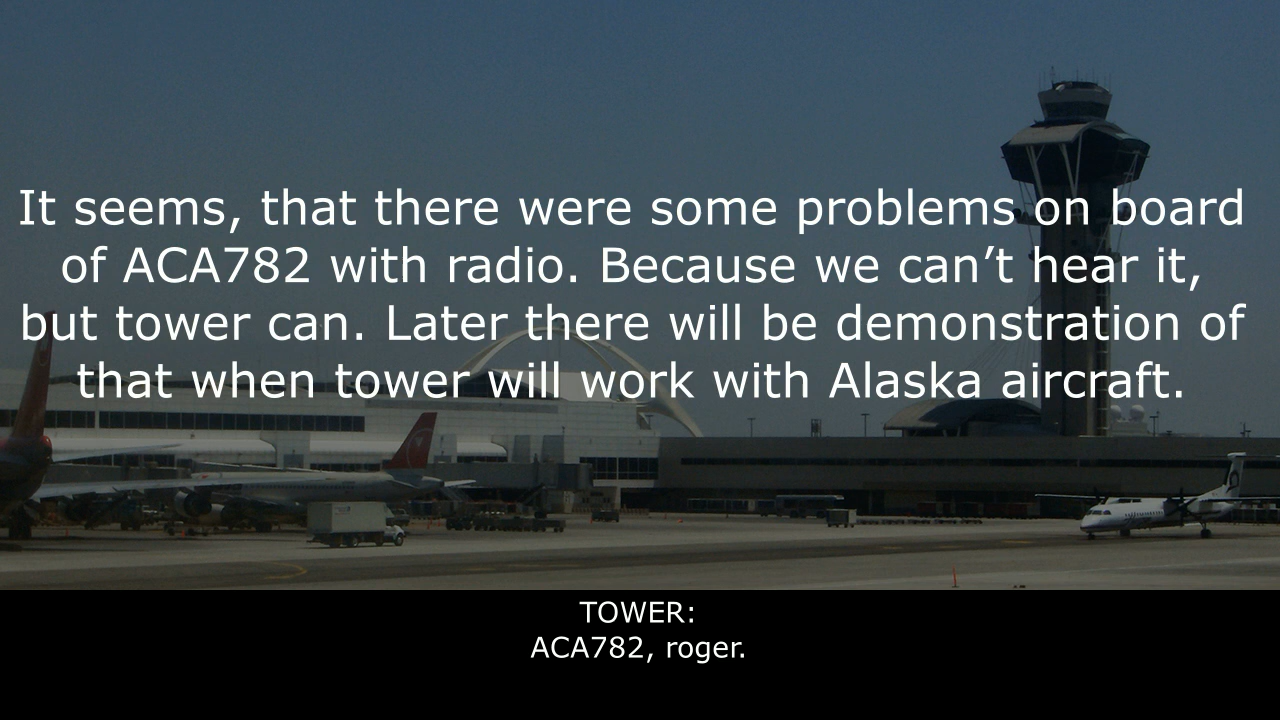 It seems, that there were some problems on board
of ACA782 with radio. Because we can’t hear it,
but tower can. Later there will be demonstration of
that when tower will work with Alaska aircraft.
TOWER:
ACA782, roger.